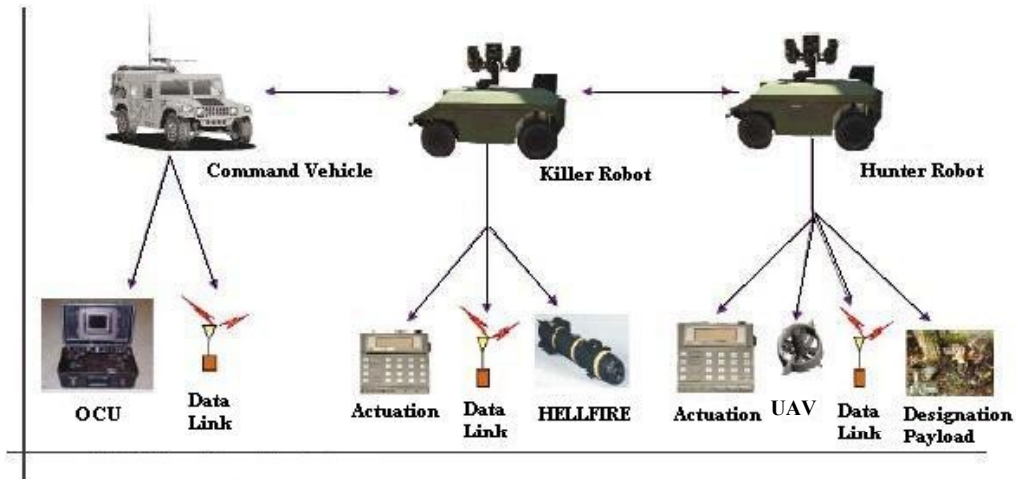 Command Vehicle
Killer Robot
Hunter Robot
OCU
Data
Link
Actuation
Data
Link
HELLFIRE
Actuation
UAV
Data
Link
Designation
Payload